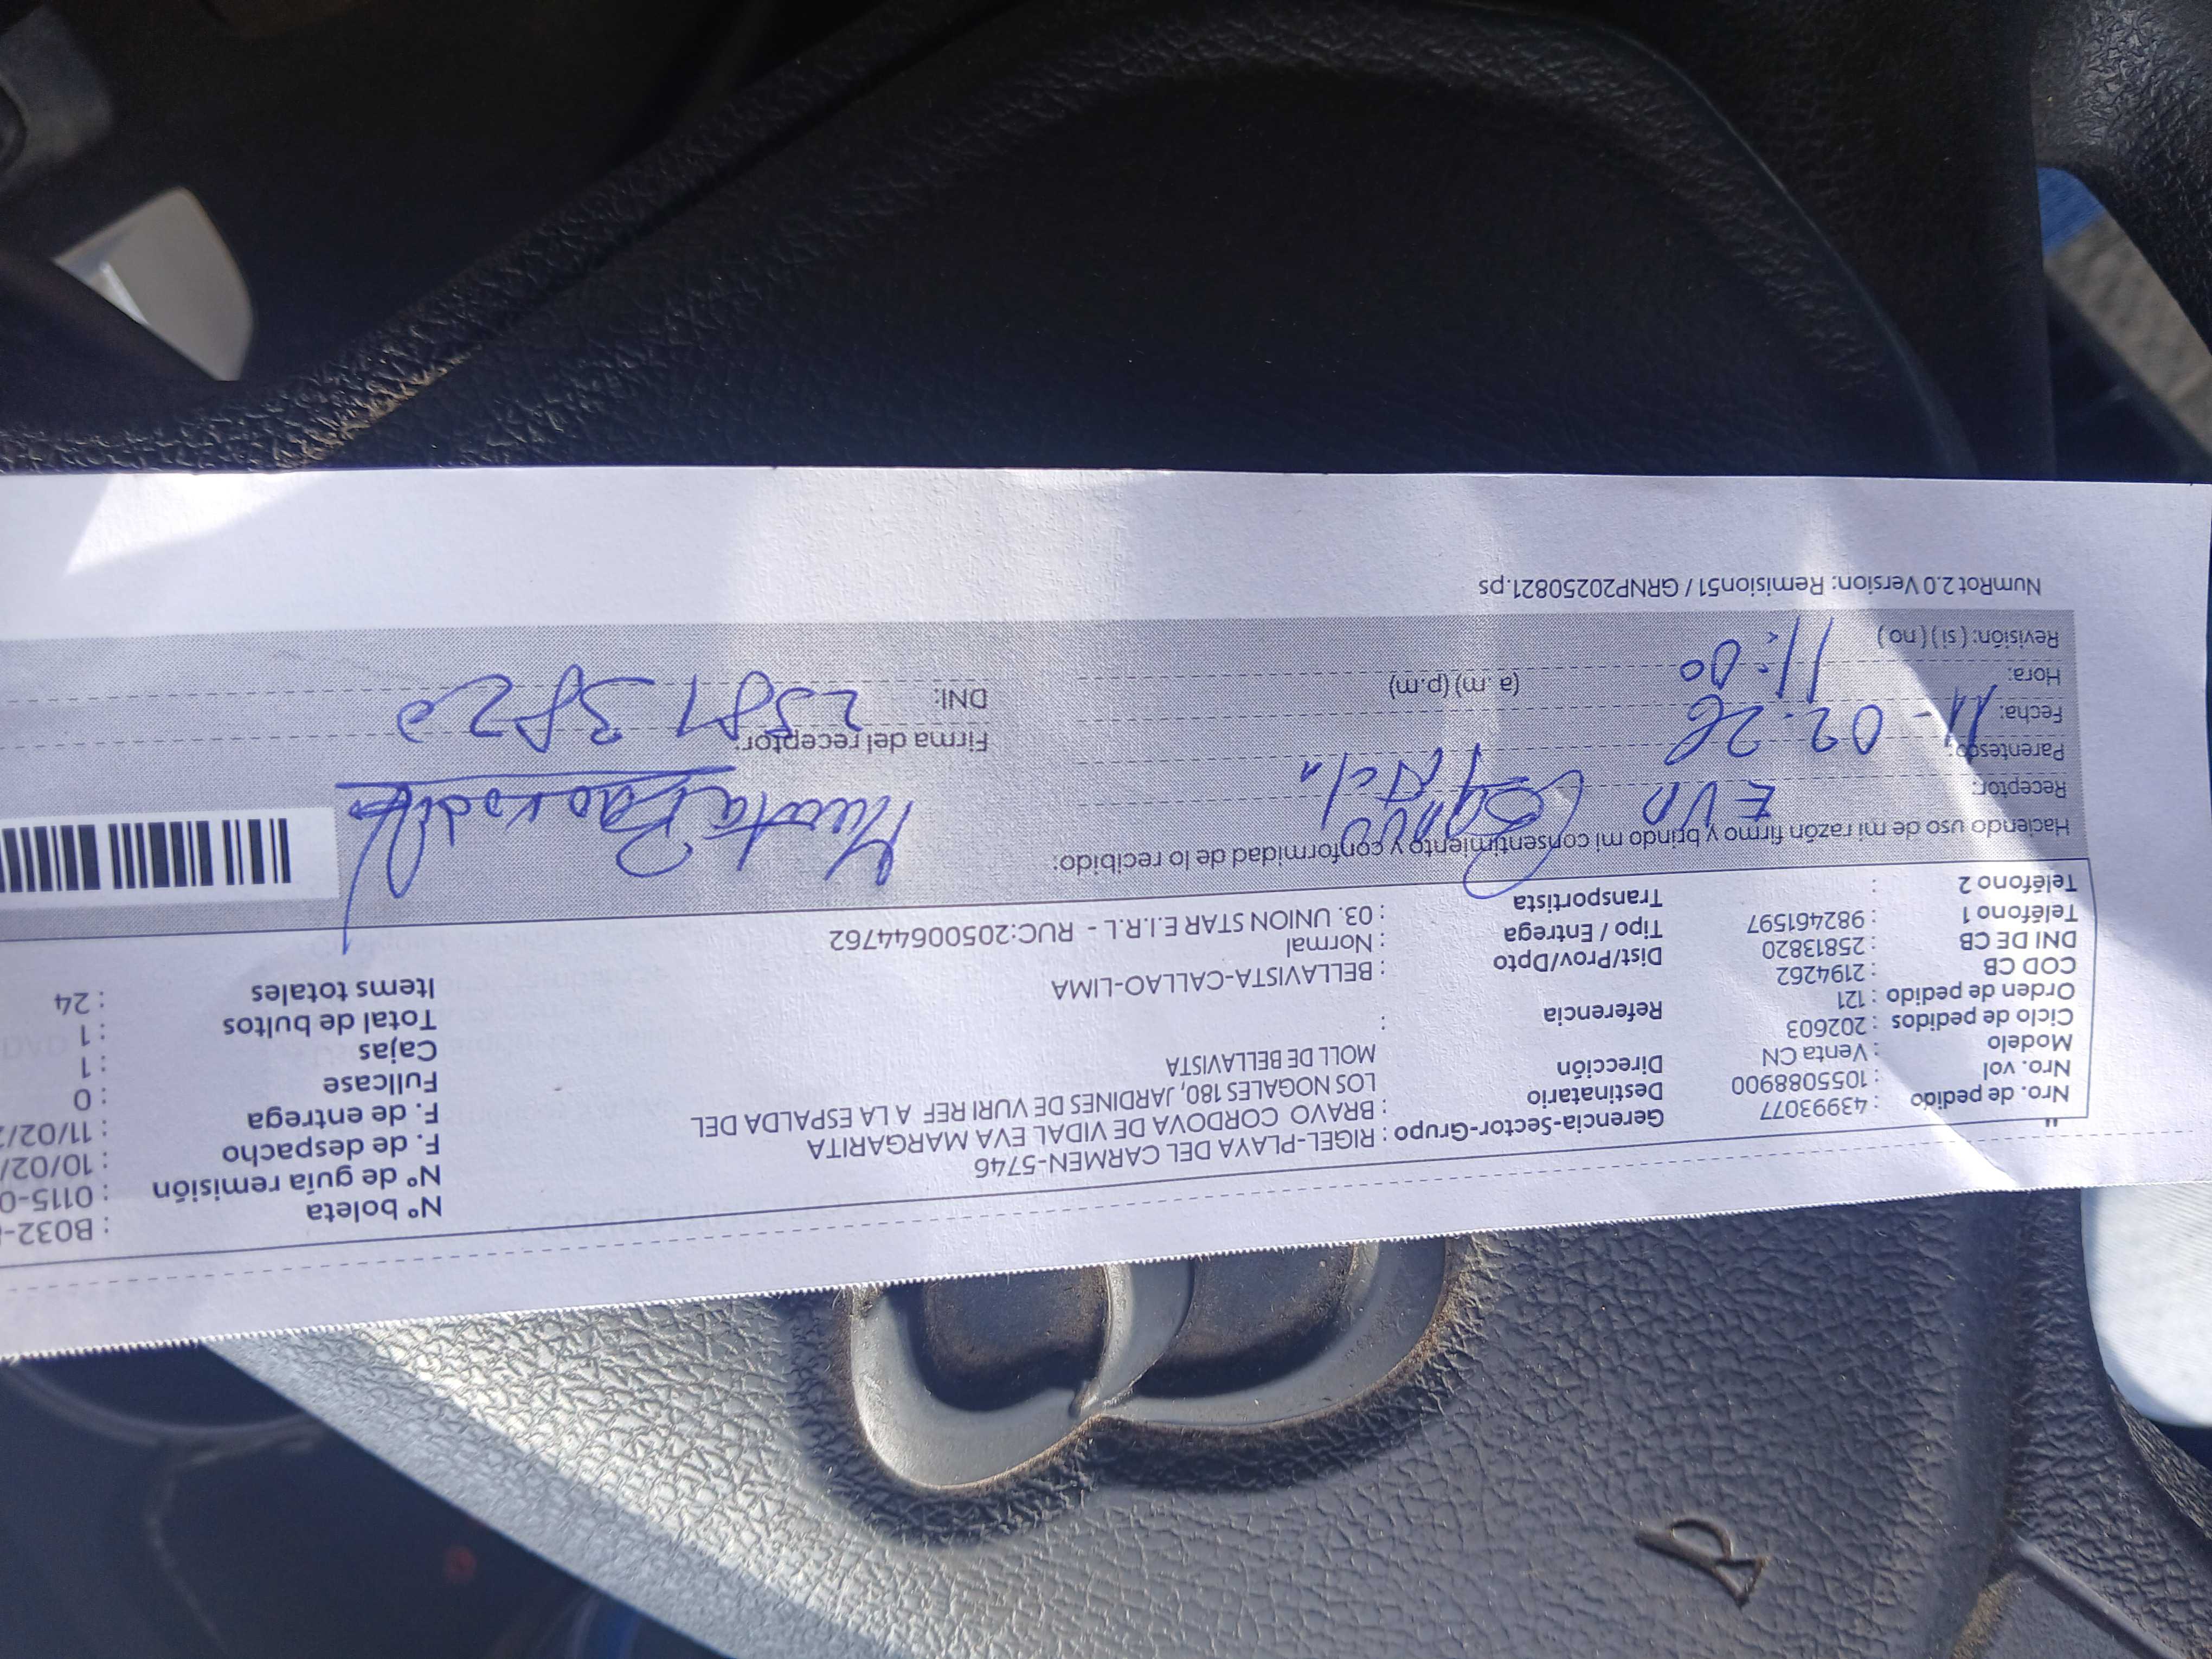 Nro. de pedido : 43993077
Nro. vol : 1055088900
Modelo : Venta CN
Ciclo de pedidos : 202603
Orden de pedido : 121
COD CB : 2194262
DNI DE CB : 25813820
Teléfono 1 : 982461597
Teléfono 2 :
Gerencia-Sector-Grupo : RIGEL-PLAYA DEL CARMEN-5746
Destinatario : BRAVO CORDOVA DE VIDAL EVA MARGARITA
Dirección LOS NOGALES 180, JARDINES DE VURI REF A LA ESPALDA DEL
MOLL DE BELLAVISTA
Referencia :
Dist/Prov/Dpto : BELLAVISTA-CALLAO-LIMA
Tipo / Entrega : Normal
Transportista : 03. UNION STAR E.I.R.L - RUC:20500644762
Nº boleta : B032-
Nº de guía remisión : 0115-0
F. de despacho : 10/02/
F. de entrega : 11/02/2
Fullcase : 0
Cajas : 1
Total de bultos : 1
Items totales : 24
Haciendo uso de mi razón firmo y brindo mi consentimiento y conformidad de lo recibido:
Receptor: EVA
Parentesco:
Fecha: 11-02-26
Hora: 11:00 (a .m) (p.m)
Revisión: ( si ) ( no )
Firma del receptor:
DNI: 25813820
NumRot 2.0 Version: Remision51 / GRNP20250821.ps